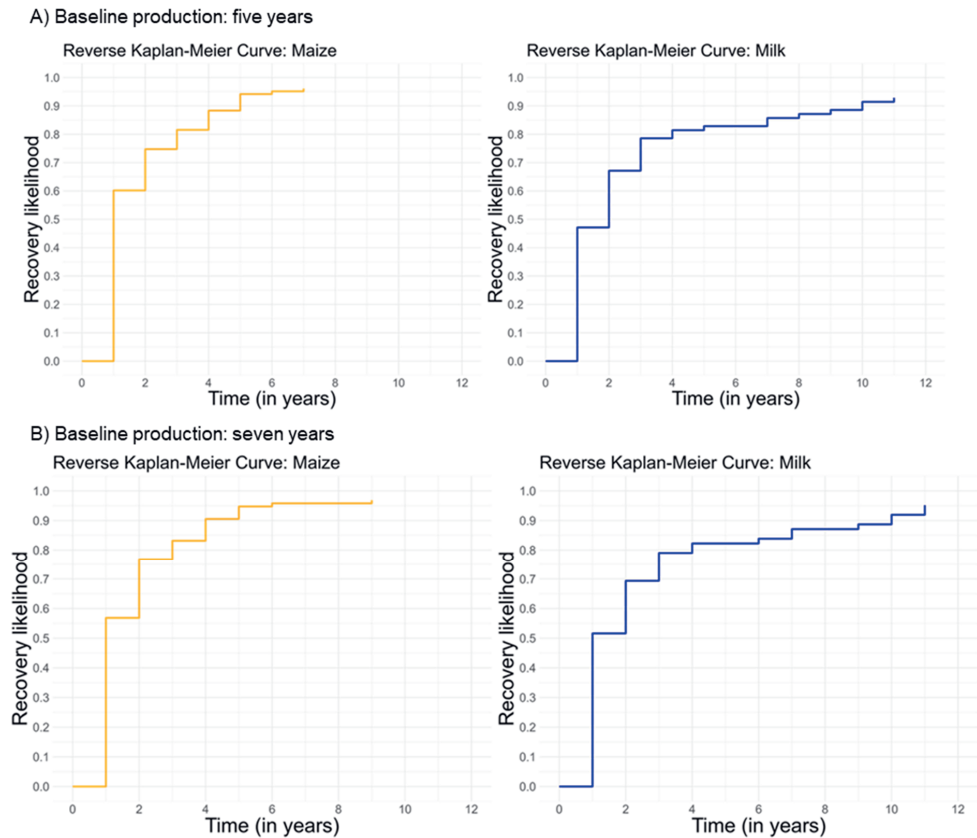 A) Baseline production: five years
Reverse Kaplan-Meier Curve: Maize
Recovery likelihood
1.0
0.9
0.8
0.7
0.6
0.5
0.4
0.3
0.2
0.1
0.0
0 2 4 6 8 10 12
Time (in years)
Reverse Kaplan-Meier Curve: Milk
Recovery likelihood
1.0
0.9
0.8
0.7
0.6
0.5
0.4
0.3
0.2
0.1
0.0
0 2 4 6 8 10 12
Time (in years)
B) Baseline production: seven years
Reverse Kaplan-Meier Curve: Maize
Recovery likelihood
1.0
0.9
0.8
0.7
0.6
0.5
0.4
0.3
0.2
0.1
0.0
0 2 4 6 8 10 12
Time (in years)
Reverse Kaplan-Meier Curve: Milk
Recovery likelihood
1.0
0.9
0.8
0.7
0.6
0.5
0.4
0.3
0.2
0.1
0.0
0 2 4 6 8 10 12
Time (in years)